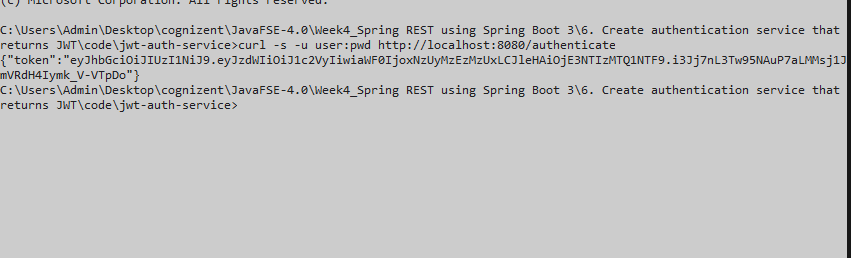 (c) Microsoft Corporation. All rights reserved.
C:\Users\Admin\Desktop\cognizent\JavaFSE-4.0\Week4_Spring REST using Spring Boot 3\6. Create authentication service that
returns JWT\code\jwt-auth-service>curl -s -u user:pwd http://localhost:8080/authenticate
{"token":"eyJhbGciOiJIUzI1NiJ9.eyJzdWIiOiJ1c2VyIiwiaWF0IjoxNzUyMzEzMzUxLCJleHAiOjE3NTIzMTQ1NTF9.i3Jj7nL3Tw95NAuP7aLMMsj1J
mVRdH4Iymk_V-VTpDo"}
C:\Users\Admin\Desktop\cognizent\JavaFSE-4.0\Week4_Spring REST using Spring Boot 3\6. Create authentication service that
returns JWT\code\jwt-auth-service>